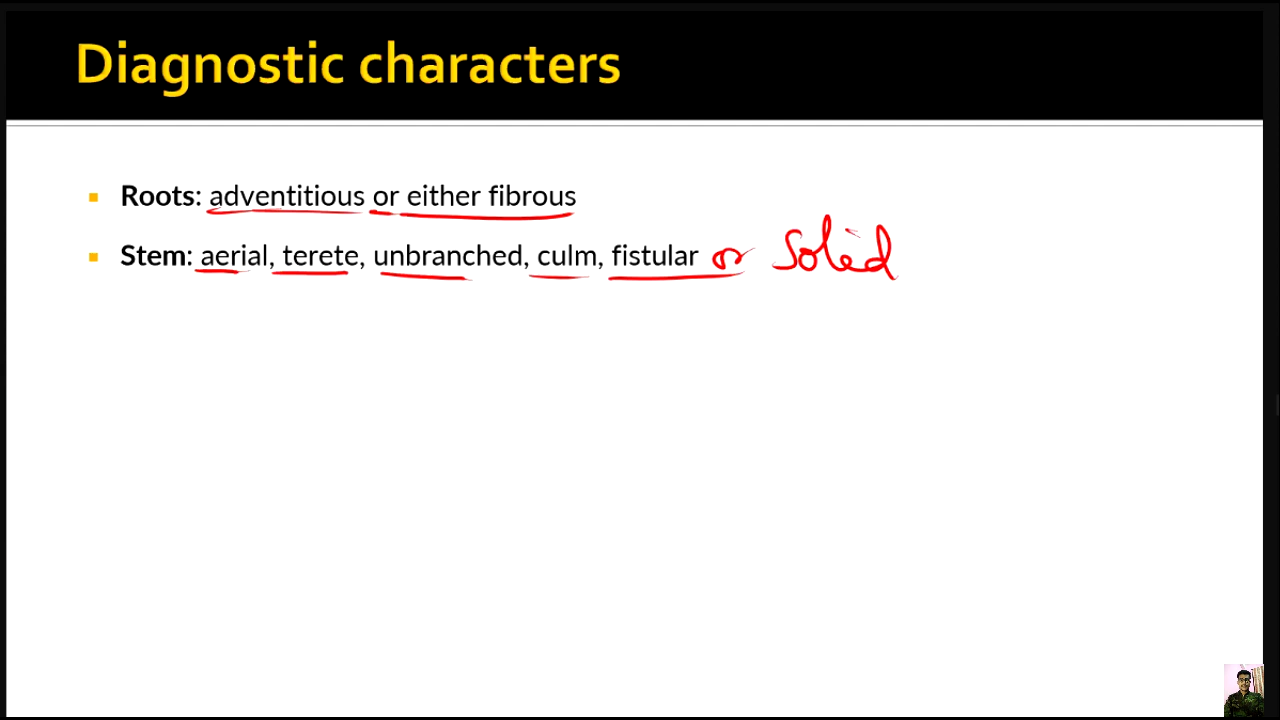 Diagnostic characters
Roots: adventitious or either fibrous
Stem: aerial, terete, unbranched, culm, fistular or Solid